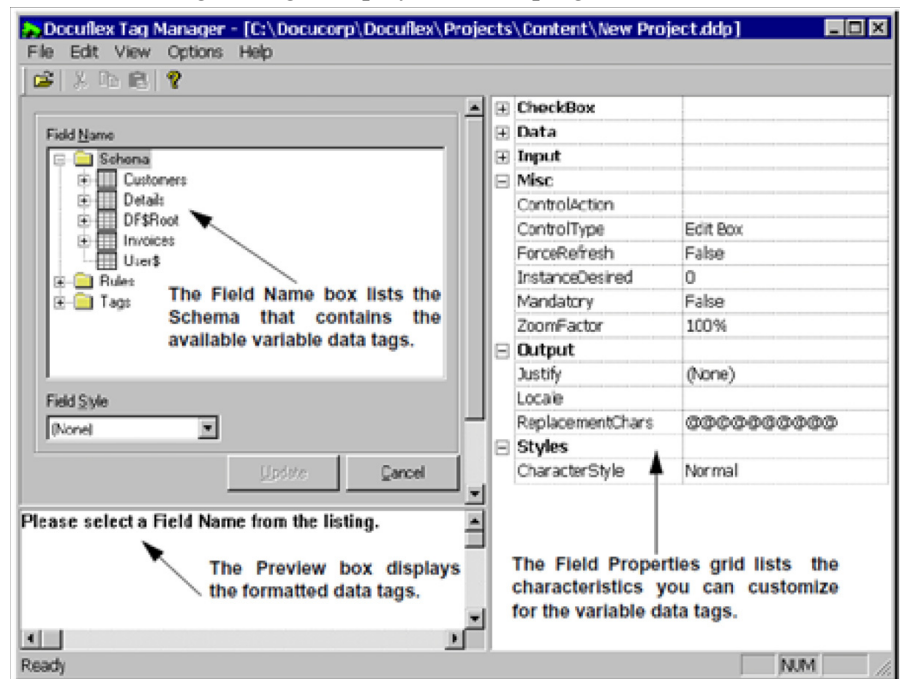 Docuflex Tag Manager - [C:\Docucorp\Docuflex\Projects\Content\New Project.ddp]
File Edit View Options Help
Field Name
Schema
Customers
Details
DF$Root
Invoices
User$
Rules
Tags
The Field Name box lists the
Schema that contains the
available variable data tags.
Field Style
(None)
Update Cancel
Please select a Field Name from the listing.
The Preview box displays
the formatted data tags.
CheckBox
Data
Input
Misc
ControlAction
ControlType Edit Box
ForceRefresh False
InstanceDesired 0
Mandatory False
ZoomFactor 100%
Output
Justify (None)
Locale
ReplacementChars @@@@@@@@@@
Styles
CharacterStyle Normal
The Field Properties grid lists the
characteristics you can customize
for the variable data tags.
Ready NUM